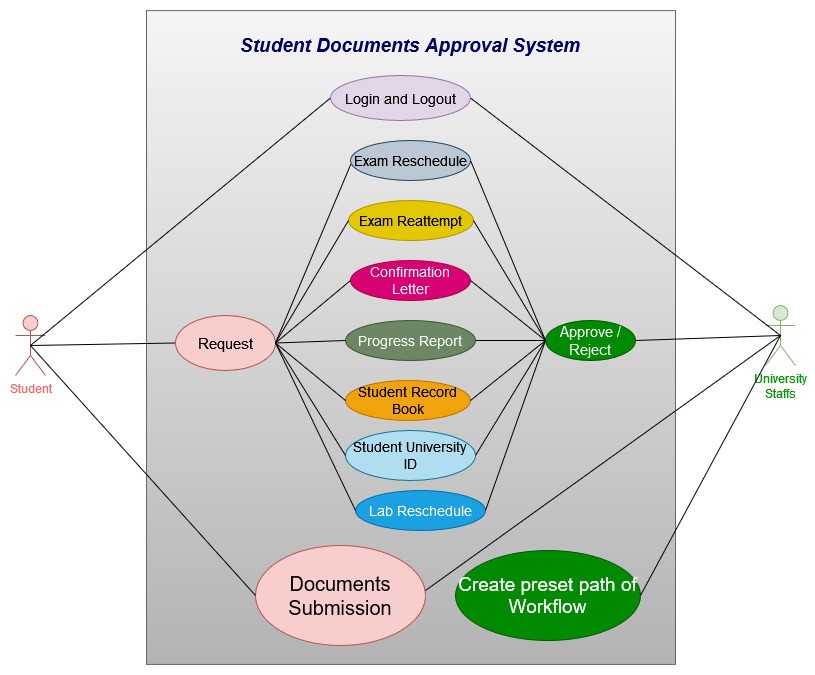 Student Documents Approval System
Login and Logout
Exam Reschedule
Exam Reattempt
Confirmation
Letter
Request
Progress Report
Approve /
Reject
Student
University
Staffs
Student Record
Book
Student University
ID
Lab Reschedule
Documents
Submission
Create preset path of
Workflow